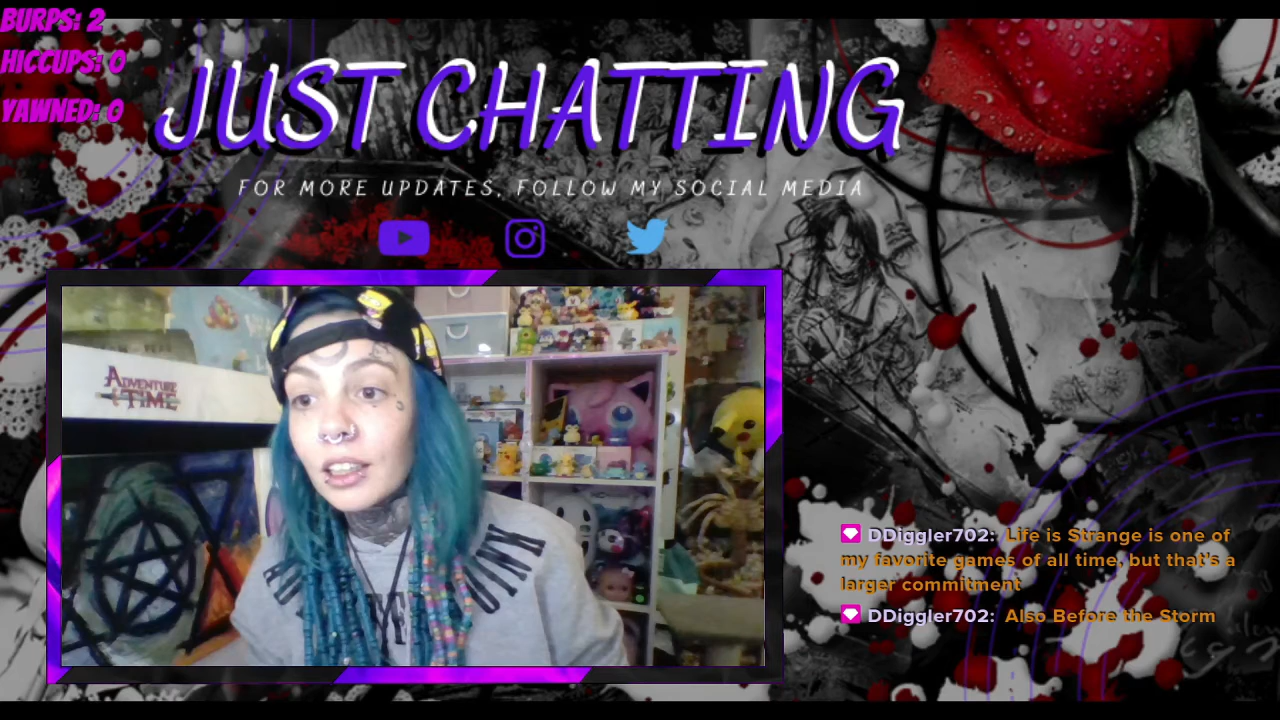 BURPS: 2
HICCUPS: 0
YAWNED: 0
JUST CHATTING
FOR MORE UPDATES, FOLLOW MY SOCIAL MEDIA
ADVENTURE
TIME
DDiggler702: Life is Strange is one of
my favorite games of all time, but that's a
larger commitment
DDiggler702: Also Before the Storm